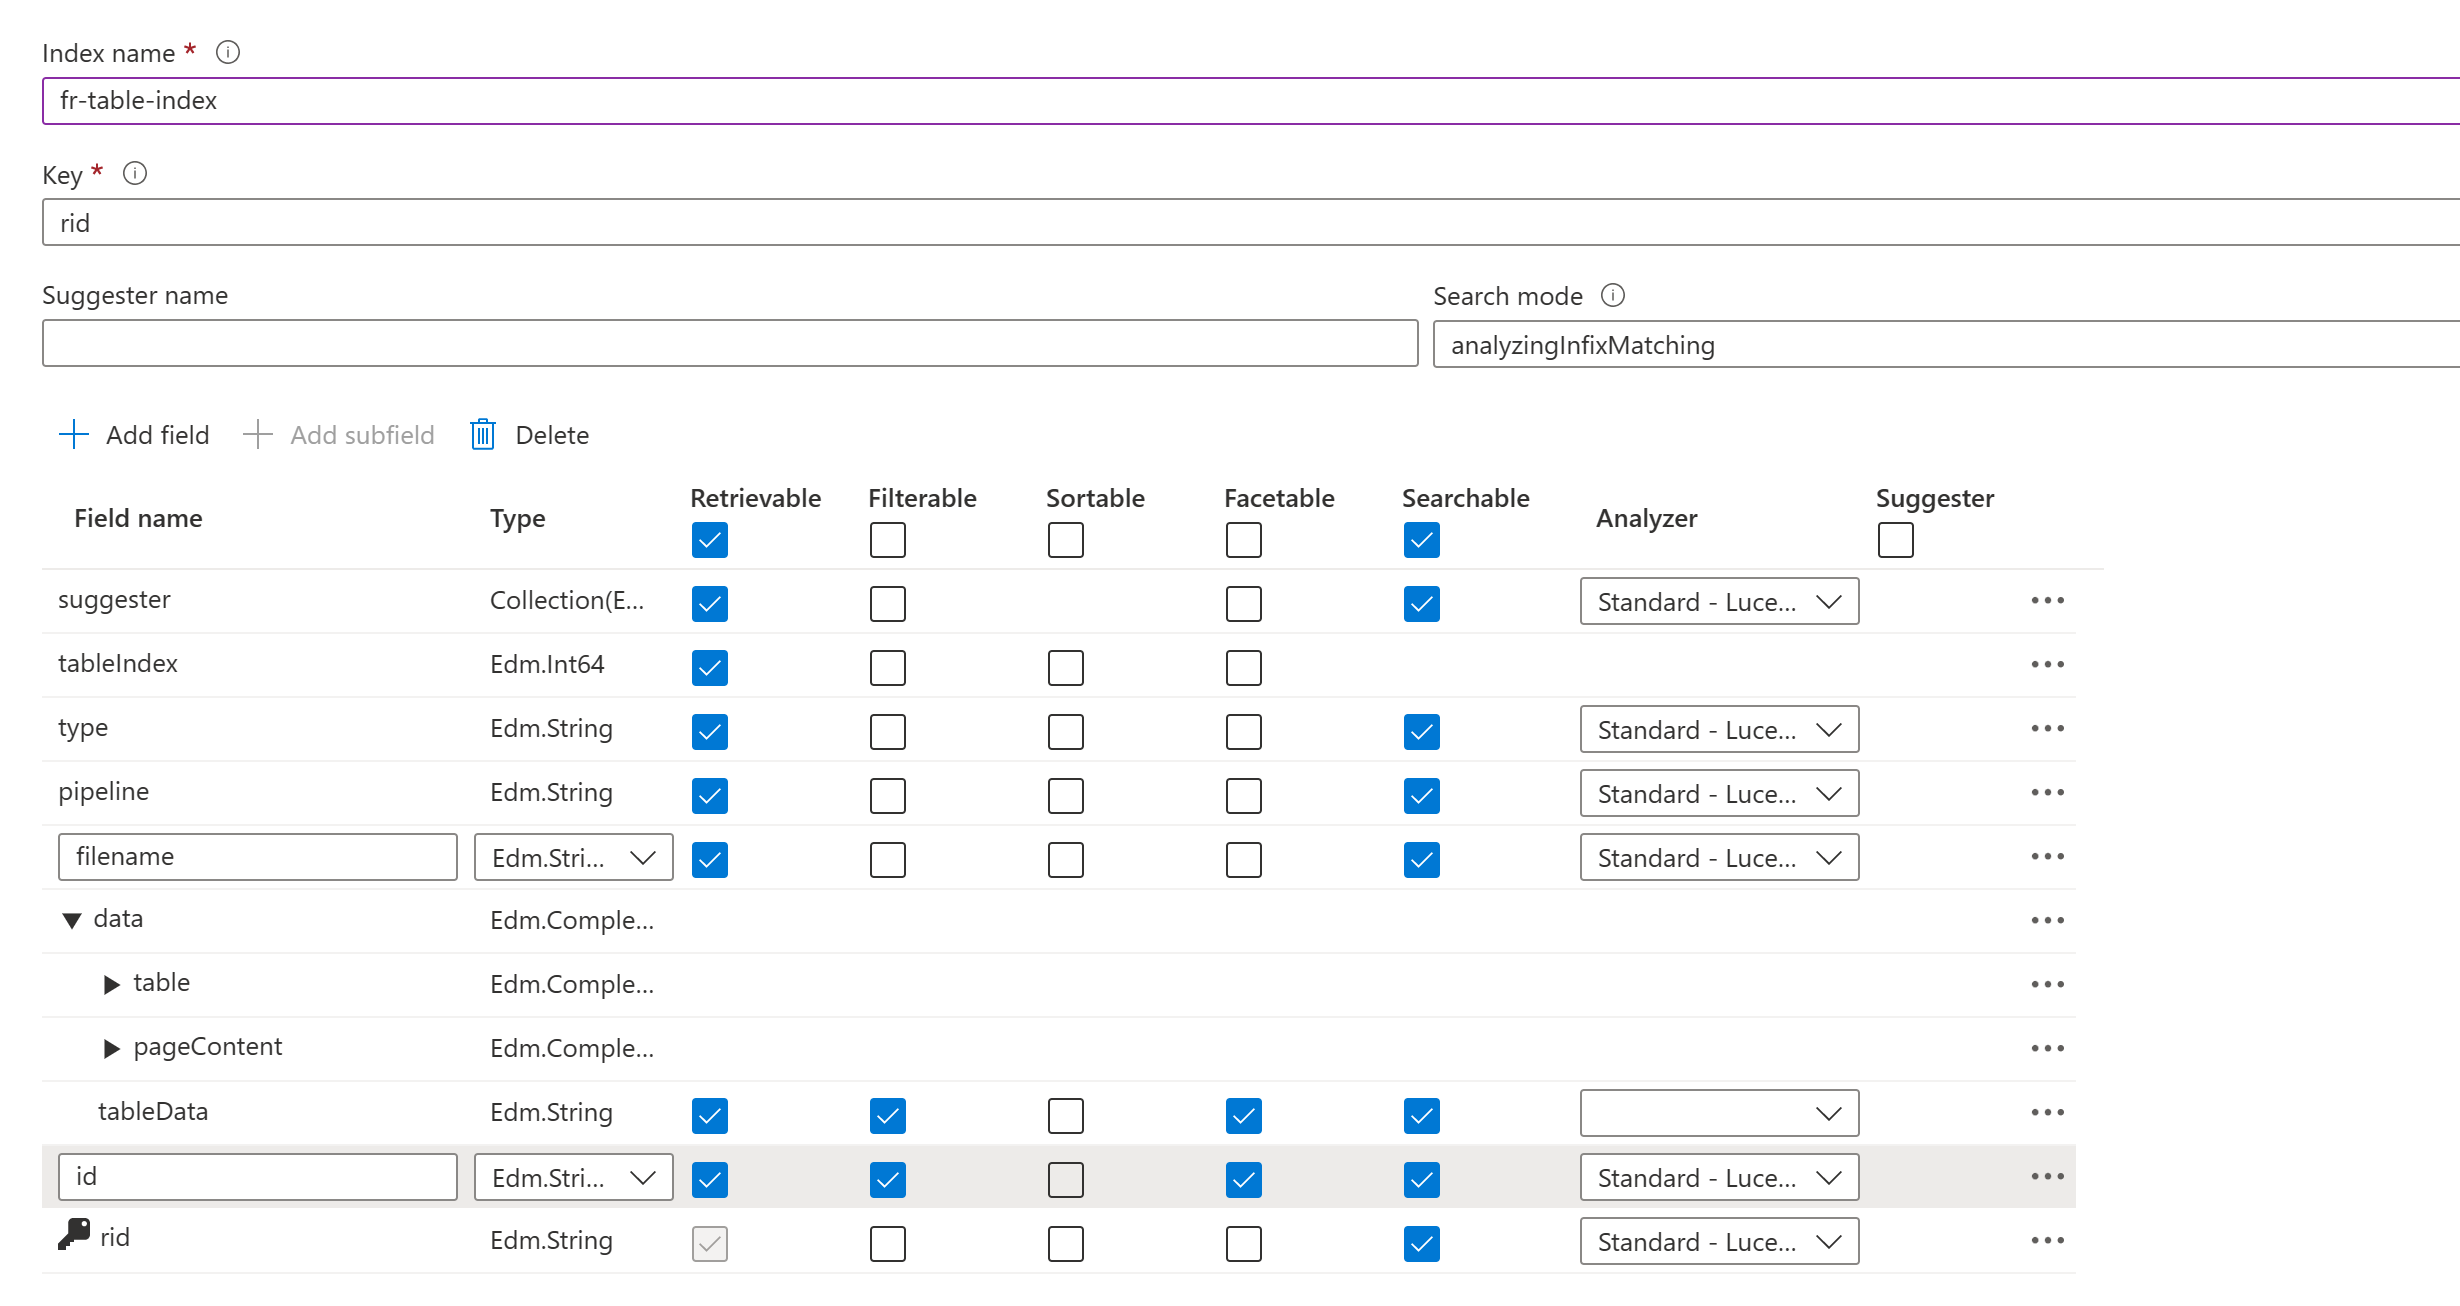 Index name *
fr-table-index
Key *
rid
Suggester name
Search mode
analyzingInfixMatching
Add field Add subfield Delete
Field name Type Retrievable Filterable Sortable Facetable Searchable Analyzer Suggester
suggester Collection(E... Standard - Luce...
tableIndex Edm.Int64
type Edm.String Standard - Luce...
pipeline Edm.String Standard - Luce...
filename Edm.Stri... Standard - Luce...
data Edm.Comple...
table Edm.Comple...
pageContent Edm.Comple...
tableData Edm.String
id Edm.Stri... Standard - Luce...
rid Edm.String Standard - Luce...